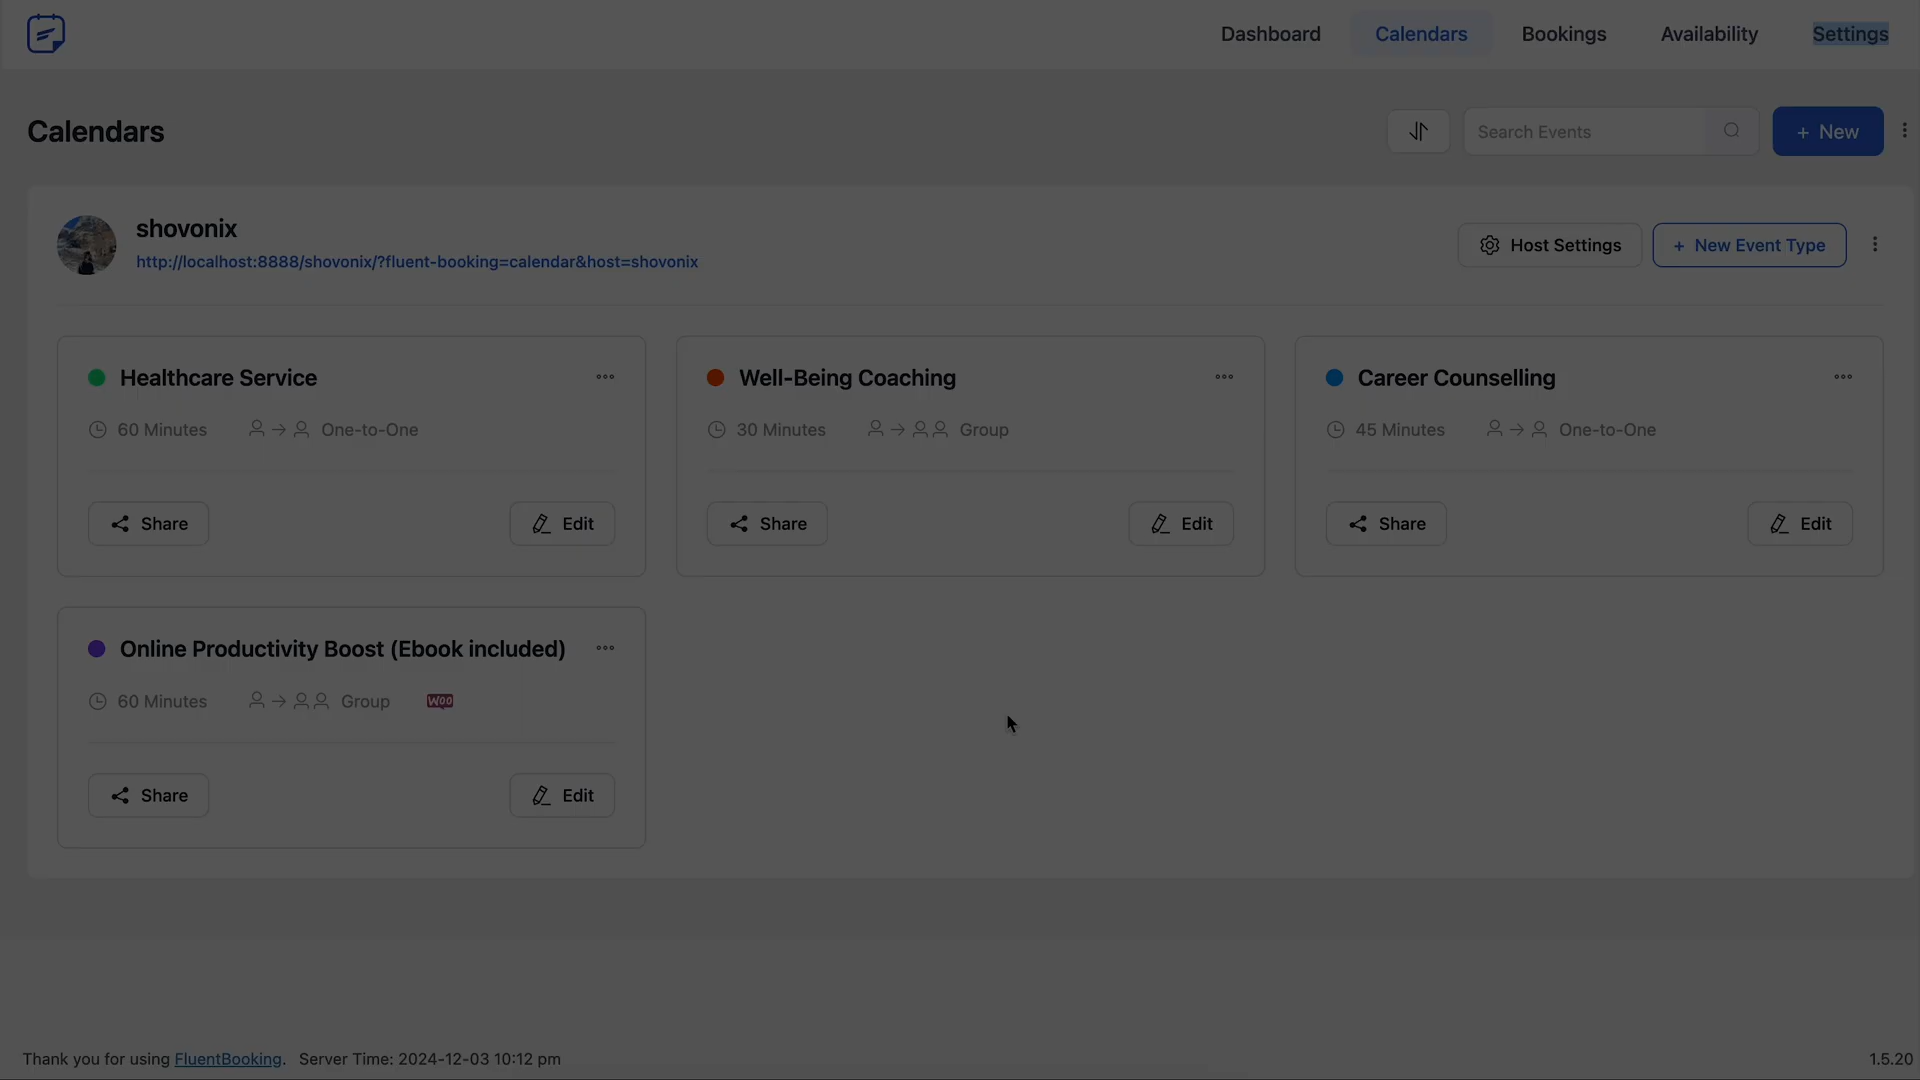 Dashboard
Calendars
Bookings
Availability
Settings
Calendars
Search Events
+ New
shovonix
http://localhost:8888/shovonix/?fluent-booking=calendar&host=shovonix
Host Settings
+ New Event Type
Healthcare Service
60 Minutes
One-to-One
Share
Edit
Well-Being Coaching
30 Minutes
Group
Share
Edit
Career Counselling
45 Minutes
One-to-One
Share
Edit
Online Productivity Boost (Ebook included)
60 Minutes
Group
Woo
Share
Edit
Thank you for using FluentBooking. Server Time: 2024-12-03 10:12 pm
1.5.20